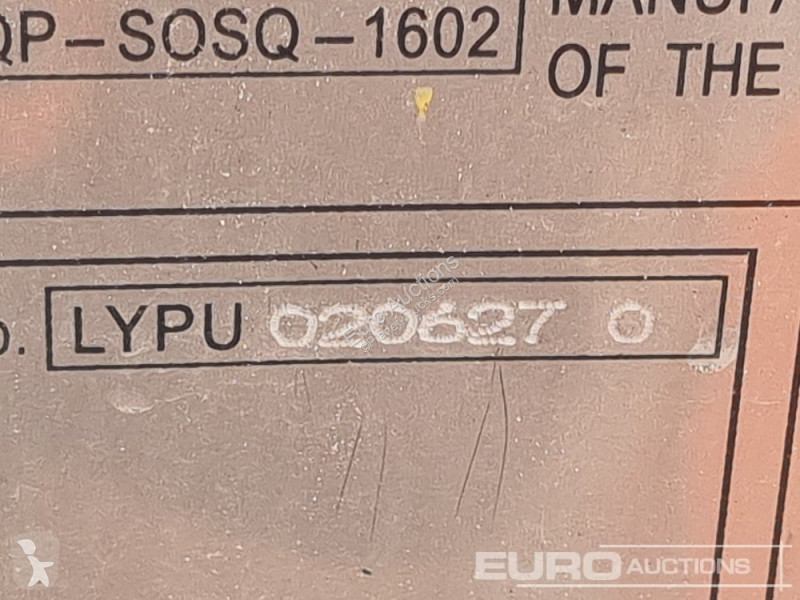 QP-SOSQ-1602
OF THE
o. LYPU 020627 0
EURO AUCTIONS